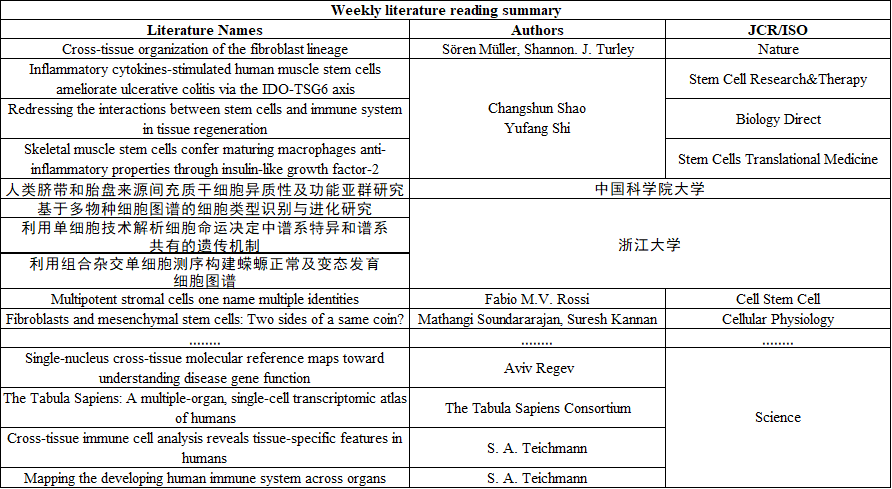 Weekly literature reading summary
Literature Names Authors JCR/ISO
Cross-tissue organization of the fibroblast lineage Sören Müller, Shannon. J. Turley Nature
Inflammatory cytokines-stimulated human muscle stem cells
ameliorate ulcerative colitis via the IDO-TSG6 axis
Stem Cell Research&Therapy
Redressing the interactions between stem cells and immune system
in tissue regeneration
Changshun Shao
Yufang Shi
Biology Direct
Skeletal muscle stem cells confer maturing macrophages anti-
inflammatory properties through insulin-like growth factor-2
Stem Cells Translational Medicine
人类脐带和胎盘来源间充质干细胞异质性及功能亚群研究 中国科学院大学
基于多物种细胞图谱的细胞类型识别与进化研究
利用单细胞技术解析细胞命运决定中谱系特异和谱系
共有的遗传机制
浙江大学
利用组合杂交单细胞测序构建蝾螈正常及变态发育
细胞图谱
Multipotent stromal cells one name multiple identities Fabio M.V. Rossi Cell Stem Cell
Fibroblasts and mesenchymal stem cells: Two sides of a same coin? Mathangi Soundararajan, Suresh Kannan Cellular Physiology
........ ........ ........
Single-nucleus cross-tissue molecular reference maps toward
understanding disease gene function
Aviv Regev
The Tabula Sapiens: A multiple-organ, single-cell transcriptomic atlas
of humans
The Tabula Sapiens Consortium
Science
Cross-tissue immune cell analysis reveals tissue-specific features in
humans
S. A. Teichmann
Mapping the developing human immune system across organs S. A. Teichmann